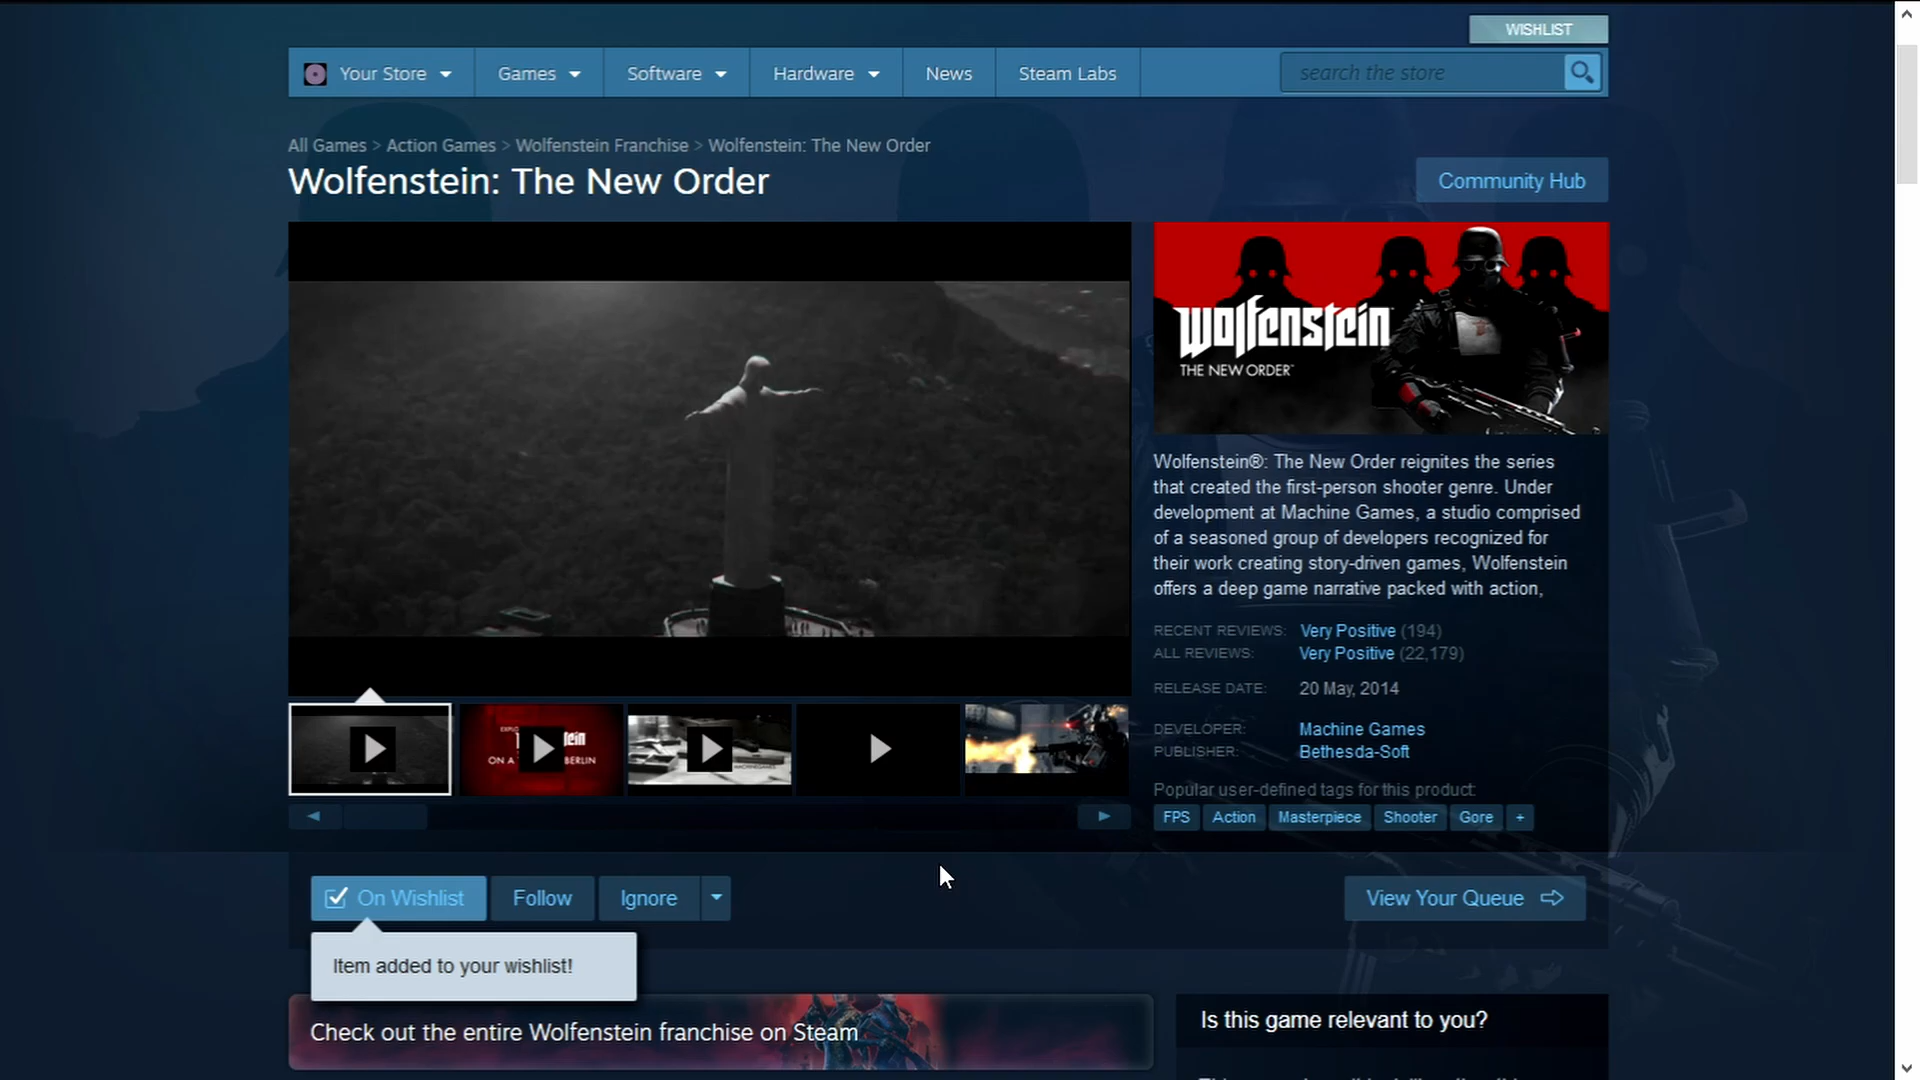 WISHLIST
Your Store
Games
Software
Hardware
News
Steam Labs
search the store
All Games > Action Games > Wolfenstein Franchise > Wolfenstein: The New Order
Wolfenstein: The New Order
Community Hub
Wolfenstein
THE NEW ORDER™
Wolfenstein®: The New Order reignites the series
that created the first-person shooter genre. Under
development at Machine Games, a studio comprised
of a seasoned group of developers recognized for
their work creating story-driven games, Wolfenstein
offers a deep game narrative packed with action,
RECENT REVIEWS: Very Positive (194)
ALL REVIEWS: Very Positive (22,179)
RELEASE DATE: 20 May, 2014
DEVELOPER: Machine Games
PUBLISHER: Bethesda-Soft
Popular user-defined tags for this product:
FPS Action Masterpiece Shooter Gore +
On Wishlist
Follow
Ignore
View Your Queue
Item added to your wishlist!
Check out the entire Wolfenstein franchise on Steam
Is this game relevant to you?